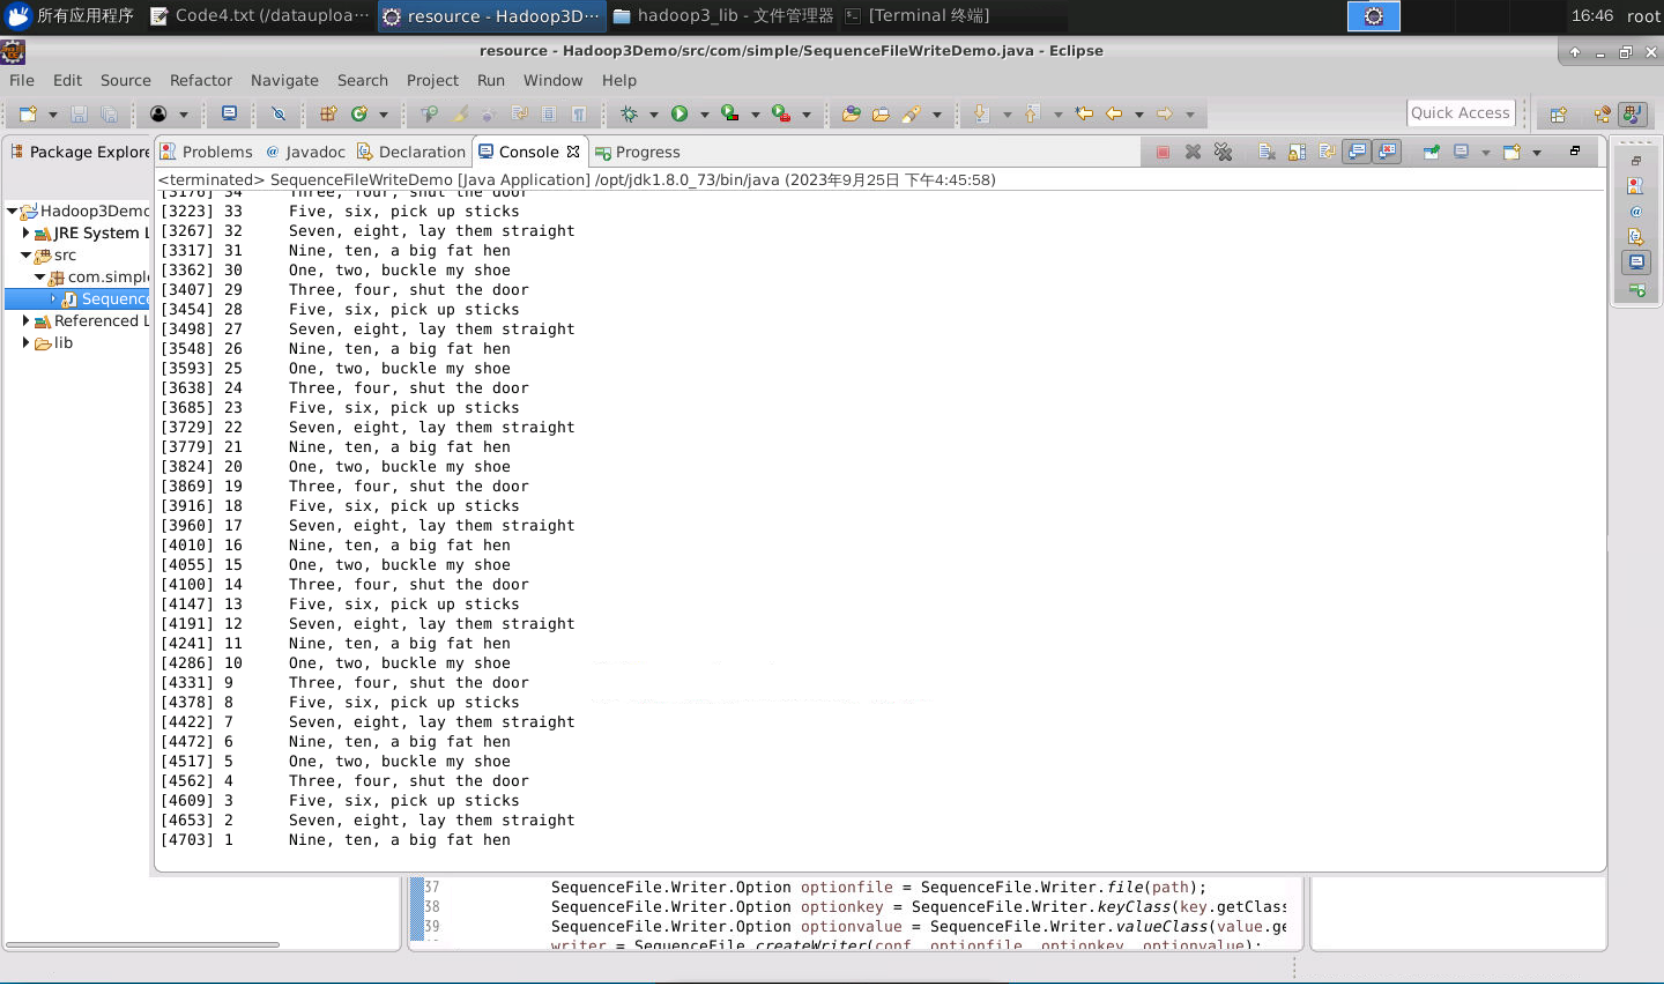 所有应用程序 Code4.txt (/datauploa··· resource - Hadoop3D··· hadoop3_lib - 文件管理器 [Terminal 终端] 16:46 root
resource - Hadoop3Demo/src/com/simple/SequenceFileWriteDemo.java - Eclipse
File Edit Source Refactor Navigate Search Project Run Window Help
Quick Access
Package Explore
Problems @ Javadoc Declaration Console Progress
<terminated> SequenceFileWriteDemo [Java Application] /opt/jdk1.8.0_73/bin/java (2023年9月25日 下午4:45:58)
Hadoop3Demo
JRE System L
src
com.simple
Sequence
Referenced L
lib
[3176] 34 Three, four, shut the door
[3223] 33 Five, six, pick up sticks
[3267] 32 Seven, eight, lay them straight
[3317] 31 Nine, ten, a big fat hen
[3362] 30 One, two, buckle my shoe
[3407] 29 Three, four, shut the door
[3454] 28 Five, six, pick up sticks
[3498] 27 Seven, eight, lay them straight
[3548] 26 Nine, ten, a big fat hen
[3593] 25 One, two, buckle my shoe
[3638] 24 Three, four, shut the door
[3685] 23 Five, six, pick up sticks
[3729] 22 Seven, eight, lay them straight
[3779] 21 Nine, ten, a big fat hen
[3824] 20 One, two, buckle my shoe
[3869] 19 Three, four, shut the door
[3916] 18 Five, six, pick up sticks
[3960] 17 Seven, eight, lay them straight
[4010] 16 Nine, ten, a big fat hen
[4055] 15 One, two, buckle my shoe
[4100] 14 Three, four, shut the door
[4147] 13 Five, six, pick up sticks
[4191] 12 Seven, eight, lay them straight
[4241] 11 Nine, ten, a big fat hen
[4286] 10 One, two, buckle my shoe
[4331] 9 Three, four, shut the door
[4378] 8 Five, six, pick up sticks
[4422] 7 Seven, eight, lay them straight
[4472] 6 Nine, ten, a big fat hen
[4517] 5 One, two, buckle my shoe
[4562] 4 Three, four, shut the door
[4609] 3 Five, six, pick up sticks
[4653] 2 Seven, eight, lay them straight
[4703] 1 Nine, ten, a big fat hen
37 SequenceFile.Writer.Option optionfile = SequenceFile.Writer.file(path);
38 SequenceFile.Writer.Option optionkey = SequenceFile.Writer.keyClass(key.getClass
39 SequenceFile.Writer.Option optionvalue = SequenceFile.Writer.valueClass(value.ge
writer = SequenceFile.createWriter(conf, optionfile, optionkey, optionvalue);